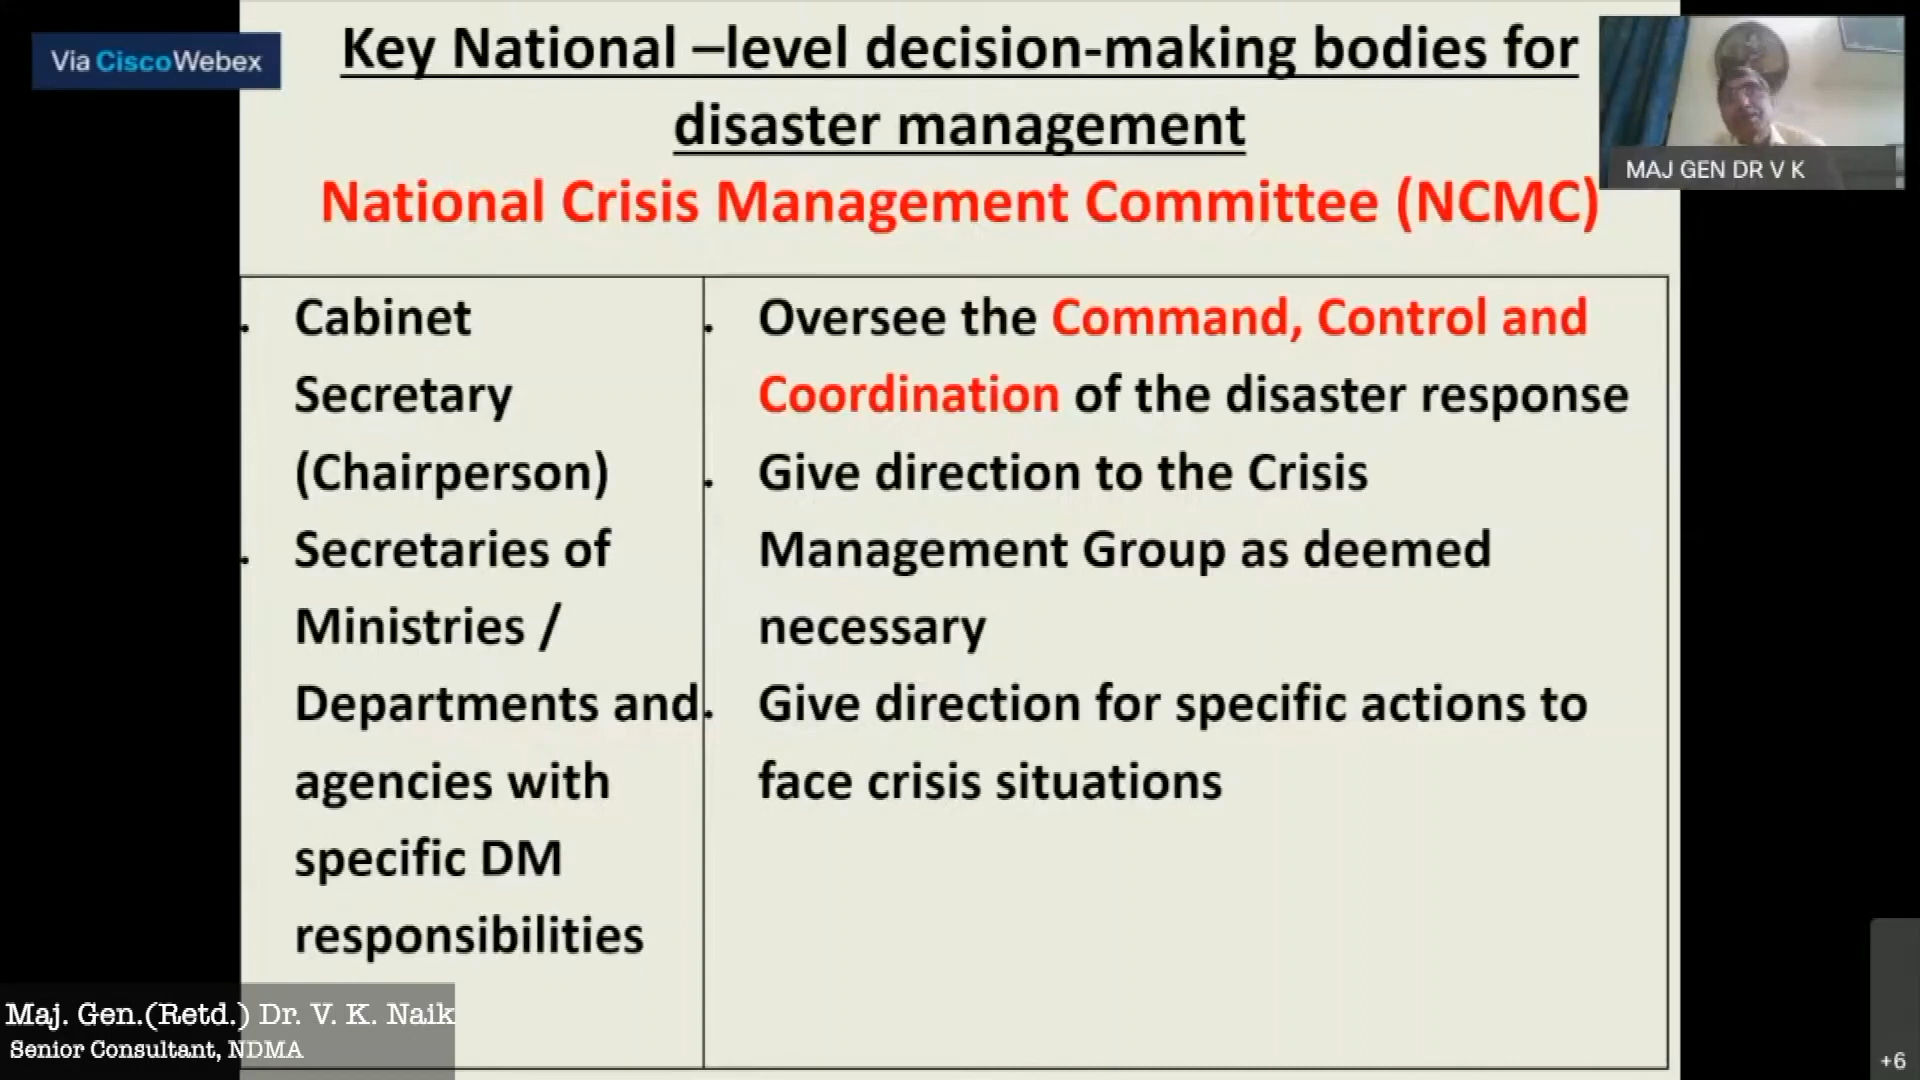 Via CiscoWebex
Key National –level decision-making bodies for
disaster management
National Crisis Management Committee (NCMC)
MAJ GEN DR V K
. Cabinet
Secretary
(Chairperson)
. Secretaries of
Ministries /
Departments and
agencies with
specific DM
responsibilities
. Oversee the Command, Control and
Coordination of the disaster response
. Give direction to the Crisis
Management Group as deemed
necessary
. Give direction for specific actions to
face crisis situations
Maj. Gen.(Retd.) Dr. V. K. Naik
Senior Consultant, NDMA
+6